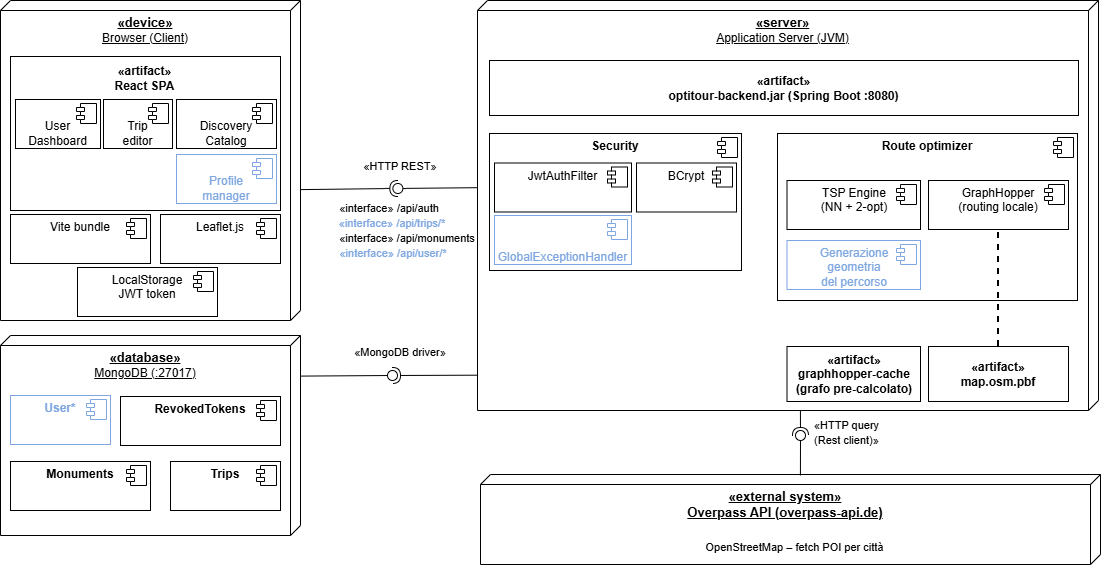 «device»
Browser (Client)
«artifact»
React SPA
User
Dashboard
Trip
editor
Discovery
Catalog
Profile
manager
Vite bundle
Leaflet.js
LocalStorage
JWT token
«HTTP REST»
«interface» /api/auth
«interface» /api/trips/*
«interface» /api/monuments
«interface» /api/user/*
«server»
Application Server (JVM)
«artifact»
optitour-backend.jar (Spring Boot :8080)
Security
JwtAuthFilter
BCrypt
GlobalExceptionHandler
Route optimizer
TSP Engine
(NN + 2-opt)
GraphHopper
(routing locale)
Generazione
geometria
del percorso
«artifact»
graphhopper-cache
(grafo pre-calcolato)
«artifact»
map.osm.pbf
«database»
MongoDB (:27017)
User*
RevokedTokens
Monuments
Trips
«MongoDB driver»
«HTTP query
(Rest client)»
«external system»
Overpass API (overpass-api.de)
OpenStreetMap – fetch POI per città